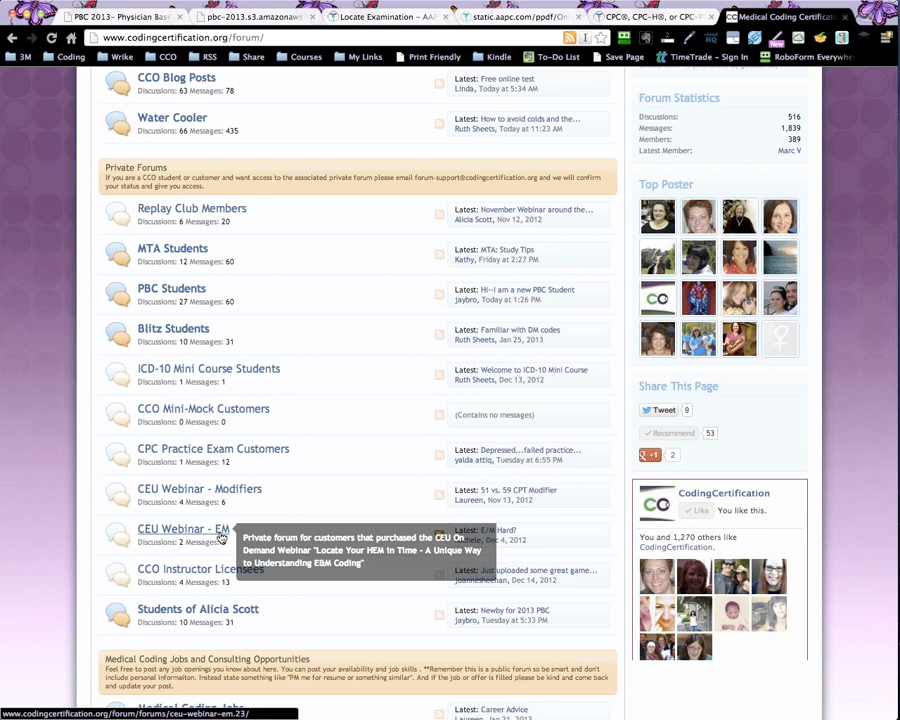 PBC 2013– Physician Base
pbc-2013.s3.amazonaws
Locate Examination – AA
static.aapc.com/ppdf/On
CPC®, CPC-H®, or CPC-
Medical Coding Certificat
www.codingcertification.org/forum/
3M Coding Wrike CCO RSS Share Courses My Links Print Friendly Kindle To-Do List Save Page TimeTrade – Sign In RoboForm Everywhe
CCO Blog Posts
Discussions: 63 Messages: 78
Latest: Free online test
Linda, Today at 5:34 AM
Water Cooler
Discussions: 66 Messages: 435
Latest: How to avoid colds and the...
Ruth Sheets, Today at 11:23 AM
Private Forums
If you are a CCO student or customer and want access to the associated private forum please email forum-support@codingcertification.org and we will confirm
your status and give you access.
Replay Club Members
Discussions: 6 Messages: 20
Latest: November Webinar around the...
Alicia Scott, Nov 12, 2012
MTA Students
Discussions: 12 Messages: 60
Latest: MTA: Study Tips
Kathy, Friday at 2:27 PM
PBC Students
Discussions: 27 Messages: 60
Latest: Hi--I am a new PBC Student
jaybro, Today at 1:26 PM
Blitz Students
Discussions: 10 Messages: 31
Latest: Familiar with DM codes
Ruth Sheets, Jan 25, 2013
ICD-10 Mini Course Students
Discussions: 1 Messages: 1
Latest: Welcome to ICD-10 Mini Course
Ruth Sheets, Dec 13, 2012
CCO Mini-Mock Customers
Discussions: 0 Messages: 0
(Contains no messages)
CPC Practice Exam Customers
Discussions: 1 Messages: 12
Latest: Depressed...failed practice...
yalda attiq, Tuesday at 6:55 PM
CEU Webinar - Modifiers
Discussions: 4 Messages: 6
Latest: 51 vs. 59 CPT Modifier
Laureen, Nov 13, 2012
CEU Webinar - EM
Discussions: 2 Messages:
E/M Hard?
Dec 4, 2012
Private forum for customers that purchased the CEU On
Demand Webinar "Locate Your HEM in Time - A Unique Way
to Understanding E&M Coding"
CCO Instructor Licensees
Discussions: 4 Messages: 13
Latest: Just uploaded some great game...
joannesheehan, Dec 14, 2012
Students of Alicia Scott
Discussions: 10 Messages: 31
Latest: Newby for 2013 PBC
jaybro, Tuesday at 5:33 PM
Medical Coding Jobs and Consulting Opportunities
Feel free to post any job openings you know about here. You can post your availability and job skills . **Remember this is a public forum so be smart and don't
include personal informaiton. Instead state something like "PM me for resume or something similar". And if the job or offer is filled please be kind and come back
and update your post.
Medical Coding Jobs
Latest: Career Advice
Laureen, Jan 21, 2013
Forum Statistics
Discussions: 516
Messages: 1,839
Members: 389
Latest Member: Marc V
Top Poster
CO
Share This Page
Tweet 9
Recommend 53
+1 2
CO
CodingCertification
Like You like this.
You and 1,270 others like
CodingCertification.
www.codingcertification.org/forum/forums/ceu-webinar-em.23/